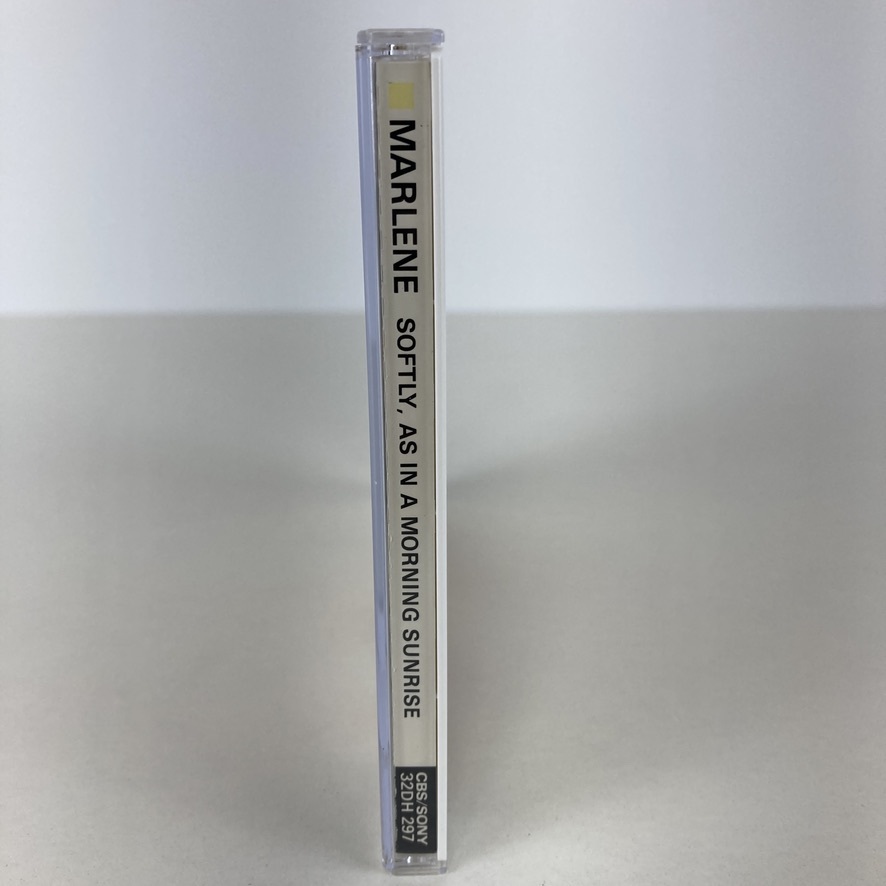 MARLENE SOFTLY, AS IN A MORNING SUNRISE
CBS/SONY
32DH 297